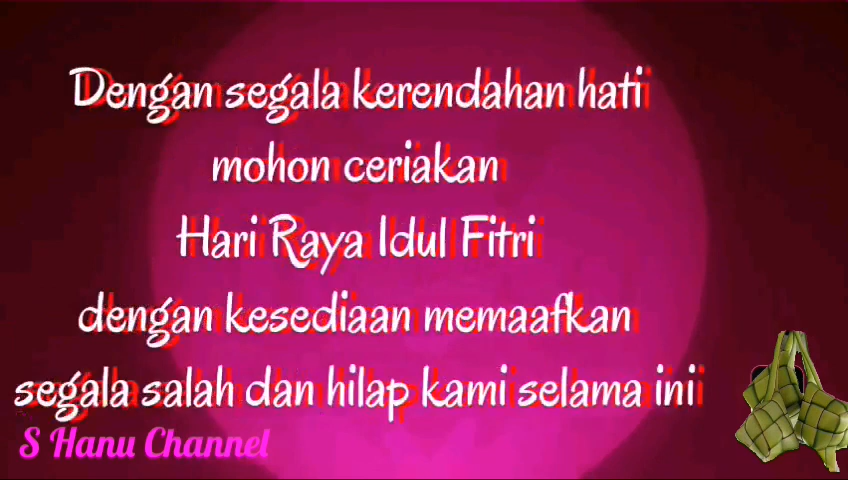 Dengan segala kerendahan hati
mohon ceriakan
Hari Raya Idul Fitri
dengan kesediaan memaafkan
segala salah dan hilap kami selama inii
S Hanu Channel